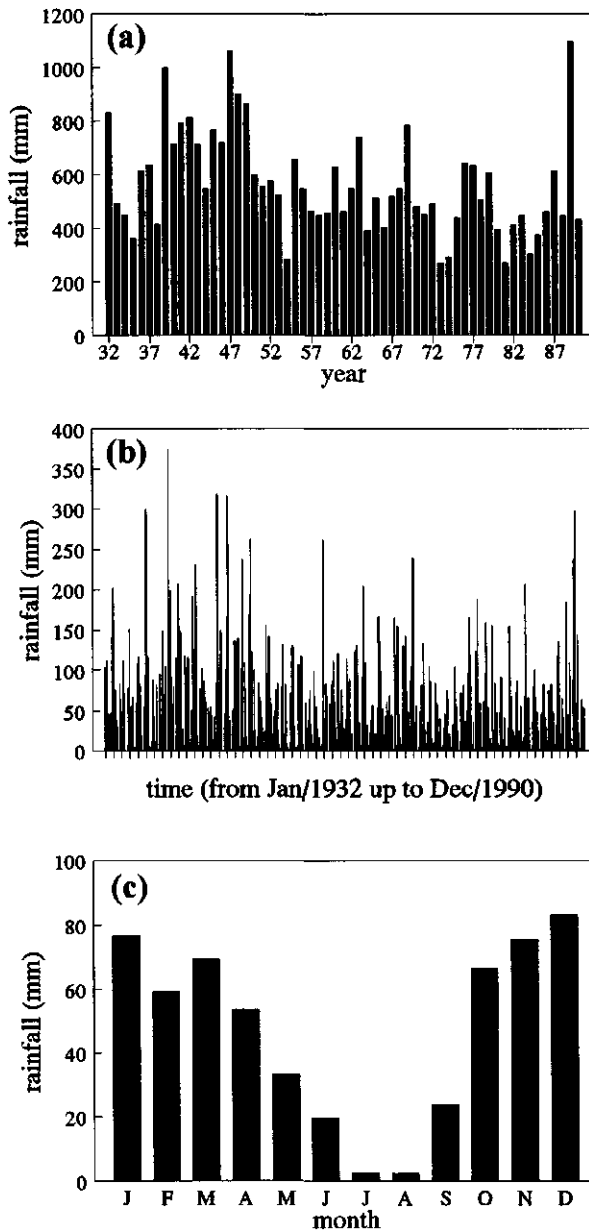 (a)
1200
1000
800
600
400
200
0
rainfall (mm)
32 37 42 47 52 57 62 67 72 77 82 87
year
(b)
400
350
300
250
200
150
100
50
0
rainfall (mm)
time (from Jan/1932 up to Dec/1990)
(c)
100
80
60
40
20
0
rainfall (mm)
J F M A M J J A S O N D
month